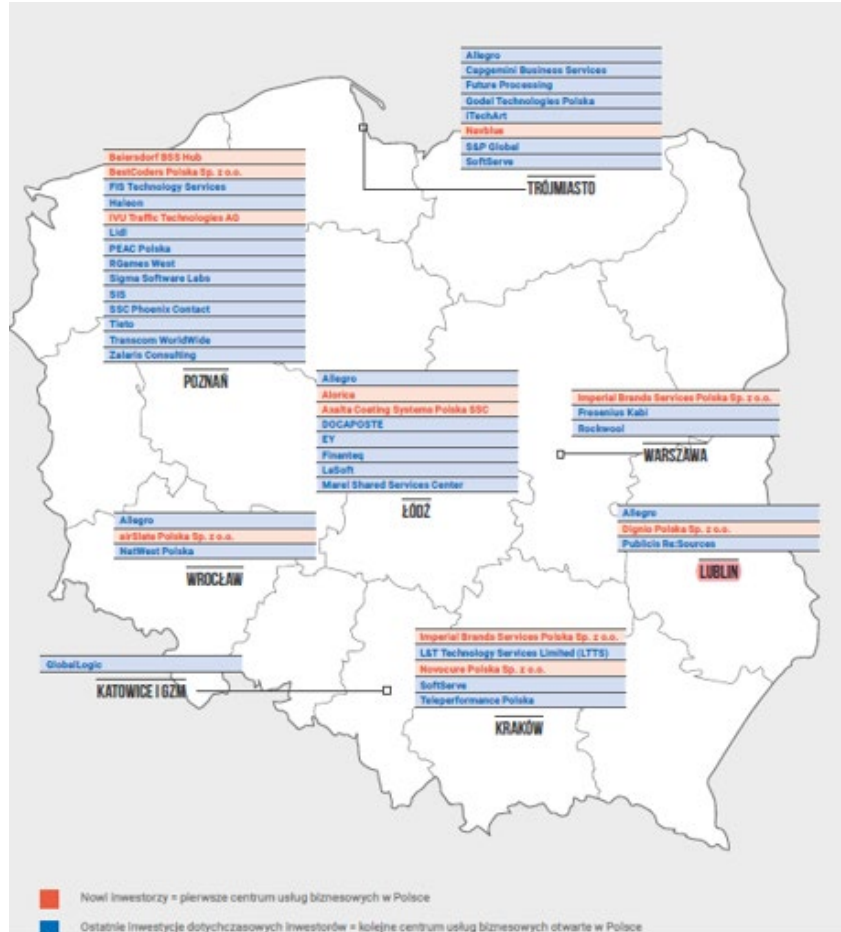 Allegro
Capgemini Business Services
Future Processing
Godel Technologies Polska
iTechArt
Navblue
S&P Global
SoftServe
TRÓJMIASTO
Beiersdorf BSS Hub
BestCoders Polska Sp. z o.o.
FIS Technology Services
Haleon
IVU Traffic Technologies AG
Lidl
PEAC Polska
RGames West
Sigma Software Labs
SIS
SSC Phoenix Contact
Tieto
Transcom WorldWide
Zalaris Consulting
POZNAŃ
Allegro
Alorica
Axalta Coating Systems Polska SSC
DOCAPOSTE
EY
Finanteq
LaSoft
Marel Shared Services Center
ŁÓDŹ
Imperial Brands Services Polska Sp. z o.o.
Fresenius Kabi
Rockwool
WARSZAWA
Allegro
airSlate Polska Sp. z o.o.
NatWest Polska
WROCŁAW
Allegro
Dignio Polska Sp. z o.o.
Publicis Re:Sources
LUBLIN
GlobalLogic
KATOWICE I GZM
Imperial Brands Services Polska Sp. z o.o.
L&T Technology Services Limited (LTTS)
Novocure Polska Sp. z o.o.
SoftServe
Teleperformance Polska
KRAKÓW
Nowi inwestorzy = pierwsze centrum usług biznesowych w Polsce
Ostatnie inwestycje dotychczasowych inwestorów = kolejne centrum usług biznesowych otwarte w Polsce